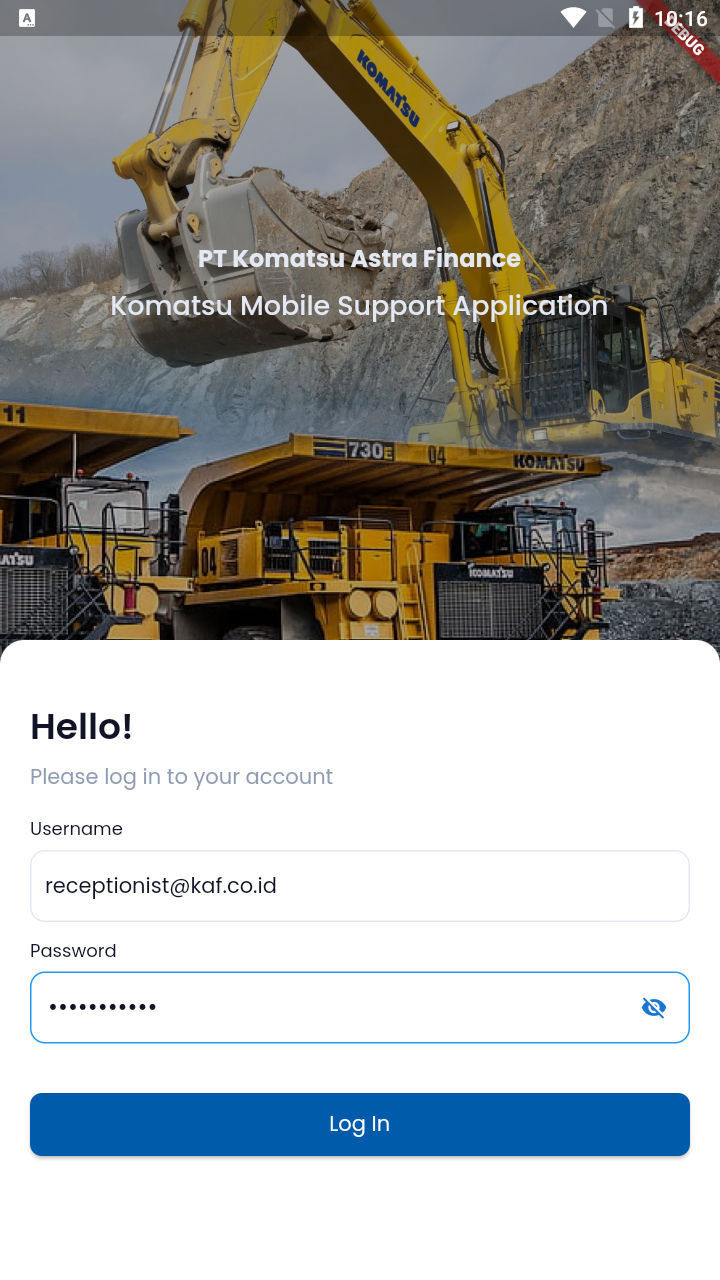 10:16
DEBUG
KOMATSU
PT Komatsu Astra Finance
Komatsu Mobile Support Application
11
730E
04
KOMATSU
04
KOMATSU
Hello!
Please log in to your account
Username
receptionist@kaf.co.id
Password
•••••••••••
Log In